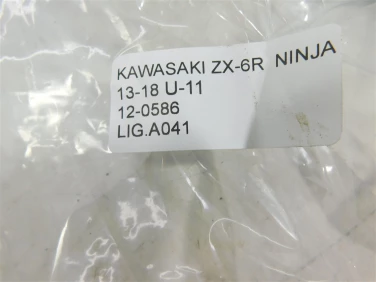 KAWASAKI ZX-6R NINJA
13-18 U-11
12-0586
LIG.A041